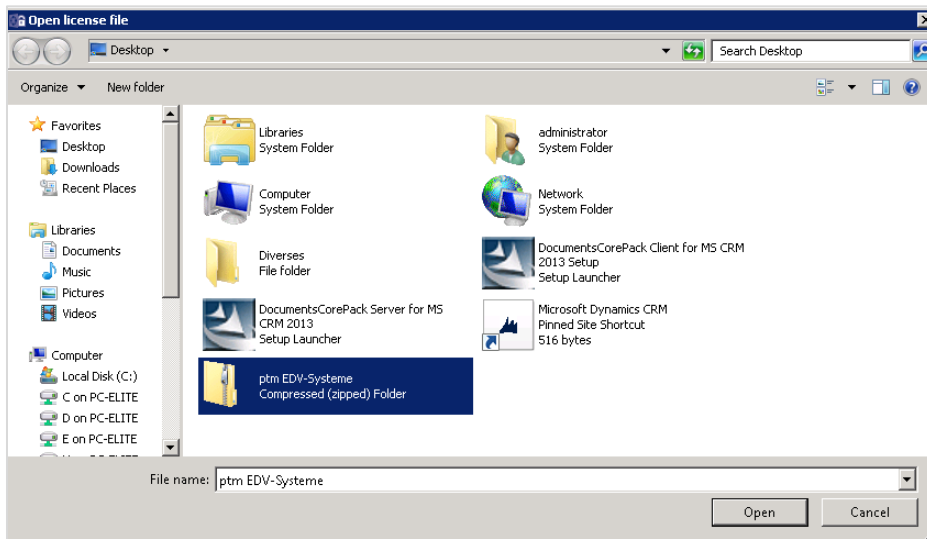 Open license file
Desktop
Search Desktop
Organize
New folder
Favorites
Desktop
Downloads
Recent Places
Libraries
Documents
Music
Pictures
Videos
Computer
Local Disk (C:)
C on PC-ELITE
D on PC-ELITE
E on PC-ELITE
Libraries
System Folder
administrator
System Folder
Computer
System Folder
Network
System Folder
Diverses
File folder
DocumentsCorePack Client for MS CRM
2013 Setup
Setup Launcher
DocumentsCorePack Server for MS
CRM 2013
Setup Launcher
Microsoft Dynamics CRM
Pinned Site Shortcut
516 bytes
ptm EDV-Systeme
Compressed (zipped) Folder
File name: ptm EDV-Systeme
Open
Cancel